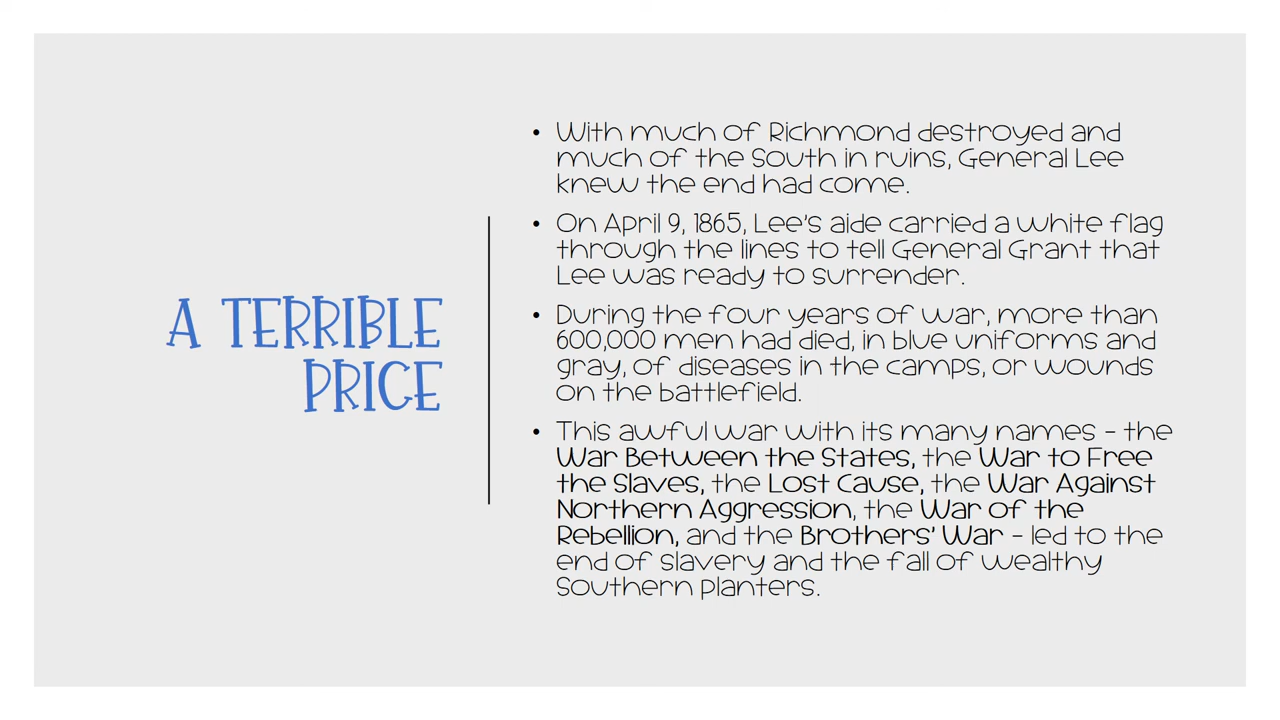 A TERRIBLE
PRICE
• With much of Richmond destroyed and
much of the South in ruins, General Lee
knew the end had come.
• On April 9, 1865, Lee's aide carried a white flag
through the lines to tell General Grant that
Lee was ready to surrender.
• During the four years of war, more than
600,000 men had died, in blue uniforms and
gray, of diseases in the camps, or wounds
on the battlefield.
• This awful war with its many names – the
War Between the States, the War to Free
the Slaves, the Lost Cause, the War Against
Northern Aggression, the War of the
Rebellion, and the Brothers' War – led to the
end of slavery and the fall of wealthy
Southern planters.